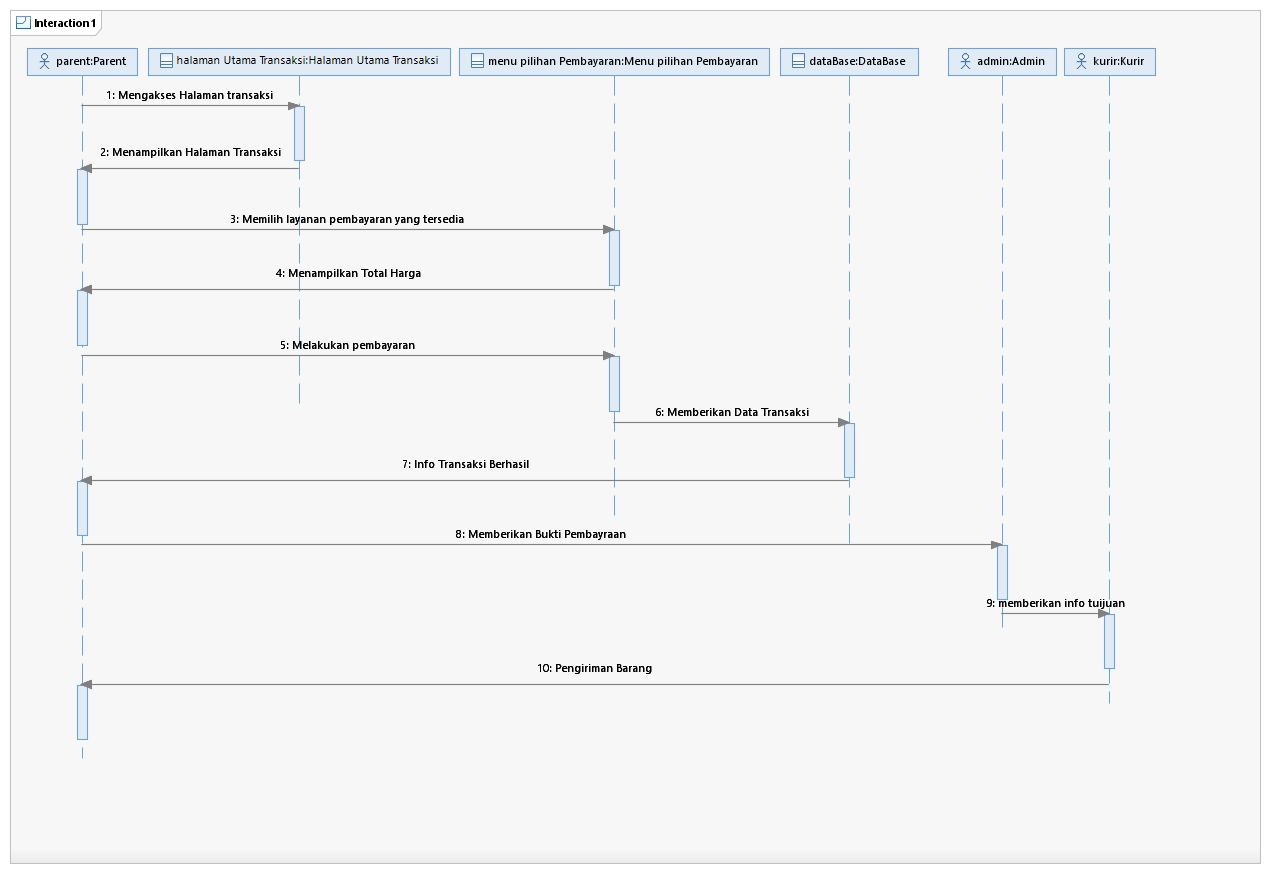 Interaction1
parent:Parent
halaman Utama Transaksi:Halaman Utama Transaksi
menu pilihan Pembayaran:Menu pilihan Pembayaran
dataBase:DataBase
admin:Admin
kurir:Kurir
1: Mengakses Halaman transaksi
2: Menampilkan Halaman Transaksi
3: Memilih layanan pembayaran yang tersedia
4: Menampilkan Total Harga
5: Melakukan pembayaran
6: Memberikan Data Transaksi
7: Info Transaksi Berhasil
8: Memberikan Bukti Pembayraan
9: memberikan info tuijuan
10: Pengiriman Barang